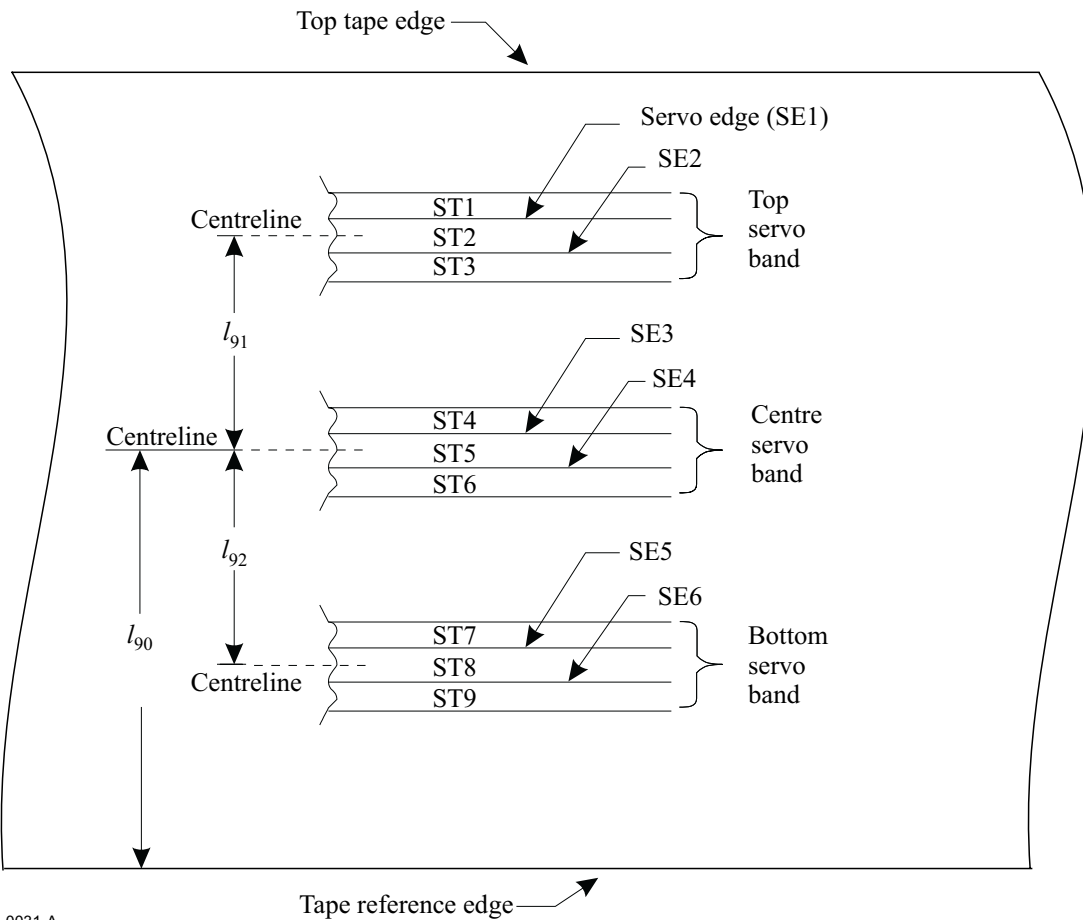 Top tape edge
Servo edge (SE1)
SE2
ST1
ST2
ST3
Centreline
Top
servo
band
l91
SE3
SE4
ST4
ST5
ST6
Centreline
Centre
servo
band
l92
l90
SE5
SE6
ST7
ST8
ST9
Centreline
Bottom
servo
band
Tape reference edge